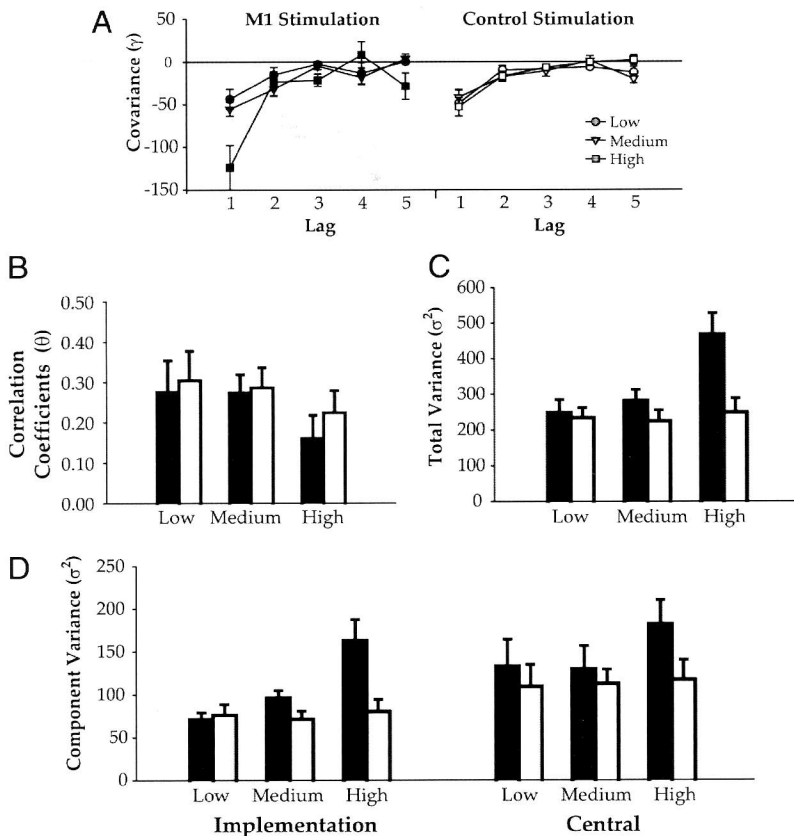 A
M1 Stimulation
Control Stimulation
Covariance (γ)
50
0
-50
-100
-150
1 2 3 4 5
1 2 3 4 5
Lag
Lag
Low
Medium
High
B
Correlation
Coefficients (θ)
0.50
0.40
0.30
0.20
0.10
0.00
Low Medium High
C
Total Variance (σ²)
600
500
400
300
200
100
0
Low Medium High
D
Component Variance (σ²)
250
200
150
100
50
0
Low Medium High
Low Medium High
Implementation
Central